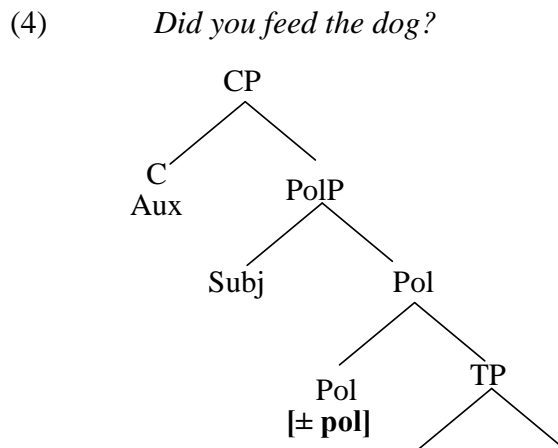 (4) Did you feed the dog?
CP
C
Aux
PolP
Subj
Pol
Pol
[± pol]
TP